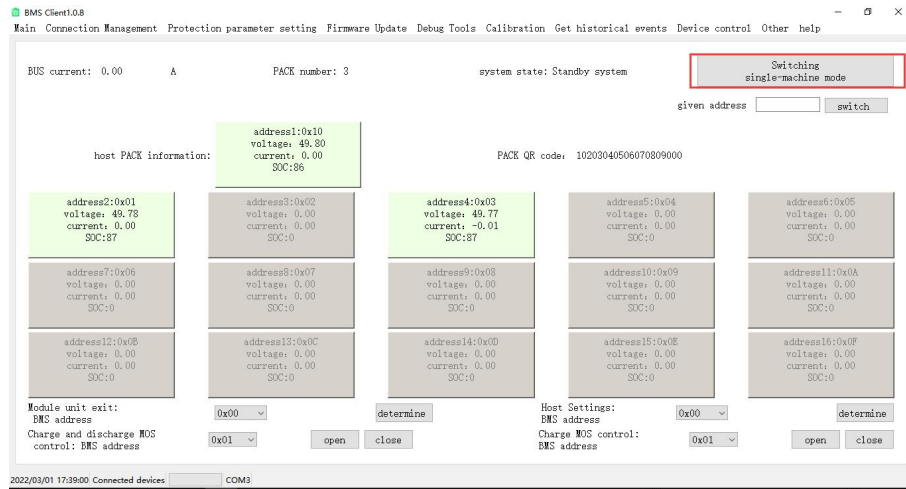 BMS Client1.0.8
Main Connection Management Protection parameter setting Firmware Update Debug Tools Calibration Get historical events Device control Other help
BUS current: 0.00 A PACK number: 3 system state: Standby system
Switching
single-machine mode
given address switch
host PACK information:
address1:0x10
voltage: 49.80
current: 0.00
SOC:86
PACK QR code: 10203040506070809000
address2:0x01
voltage: 49.78
current: 0.00
SOC:87
address3:0x02
voltage: 0.00
current: 0.00
SOC:0
address4:0x03
voltage: 49.77
current: -0.01
SOC:87
address5:0x04
voltage: 0.00
current: 0.00
SOC:0
address6:0x05
voltage: 0.00
current: 0.00
SOC:0
address7:0x06
voltage: 0.00
current: 0.00
SOC:0
address8:0x07
voltage: 0.00
current: 0.00
SOC:0
address9:0x08
voltage: 0.00
current: 0.00
SOC:0
address10:0x09
voltage: 0.00
current: 0.00
SOC:0
address11:0x0A
voltage: 0.00
current: 0.00
SOC:0
address12:0x0B
voltage: 0.00
current: 0.00
SOC:0
address13:0x0C
voltage: 0.00
current: 0.00
SOC:0
address14:0x0D
voltage: 0.00
current: 0.00
SOC:0
address15:0x0E
voltage: 0.00
current: 0.00
SOC:0
address16:0x0F
voltage: 0.00
current: 0.00
SOC:0
Module unit exit:
BMS address
0x00 determine
Host Settings:
BMS address
0x00 determine
Charge and discharge MOS
control: BMS address
0x01 open close
Charge MOS control:
BMS address
0x01 open close
2022/03/01 17:39:00 Connected devices COM3